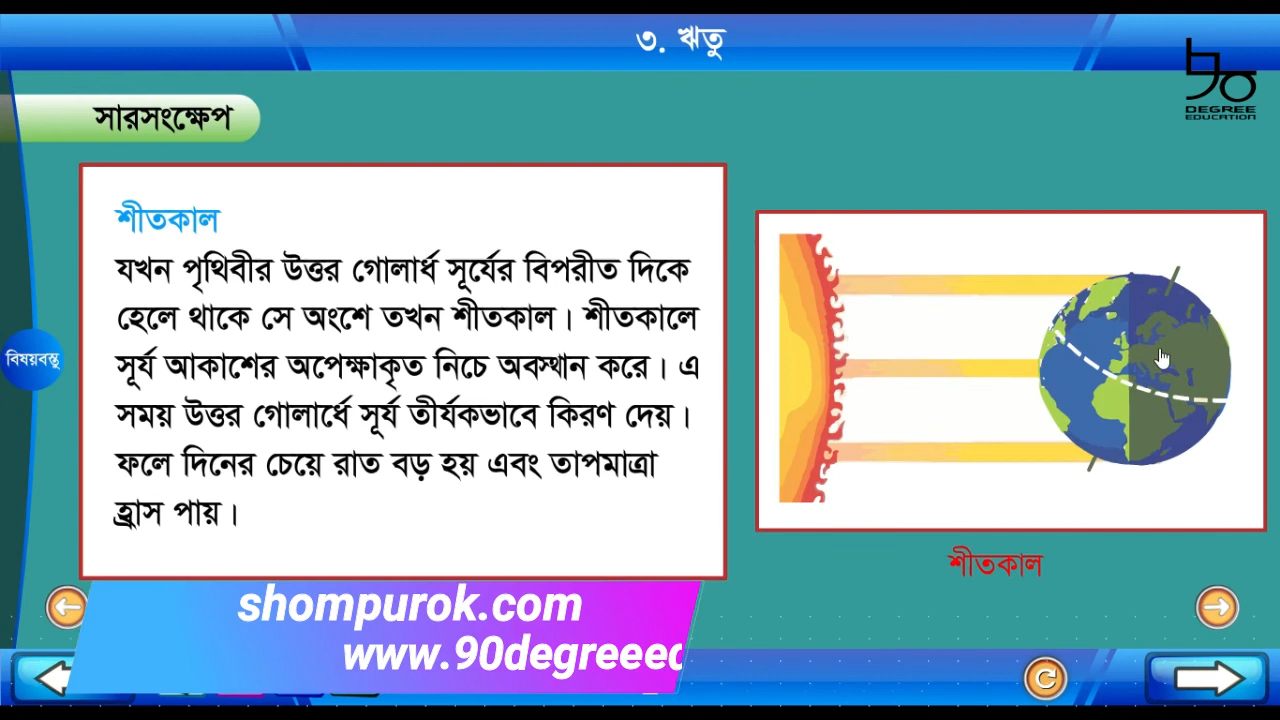 ৩. ঋতু
DEGREE
EDUCATION
সারসংক্ষেপ
শীতকাল
যখন পৃথিবীর উত্তর গোলার্ধ সূর্যের বিপরীত দিকে
হেলে থাকে সে অংশে তখন শীতকাল। শীতকালে
সূর্য আকাশের অপেক্ষাকৃত নিচে অবস্থান করে। এ
সময় উত্তর গোলার্ধে সূর্য তীর্যকভাবে কিরণ দেয়।
ফলে দিনের চেয়ে রাত বড় হয় এবং তাপমাত্রা
হ্রাস পায়।
বিষয়বস্তু
শীতকাল
shompurok.com
www.90degreeed